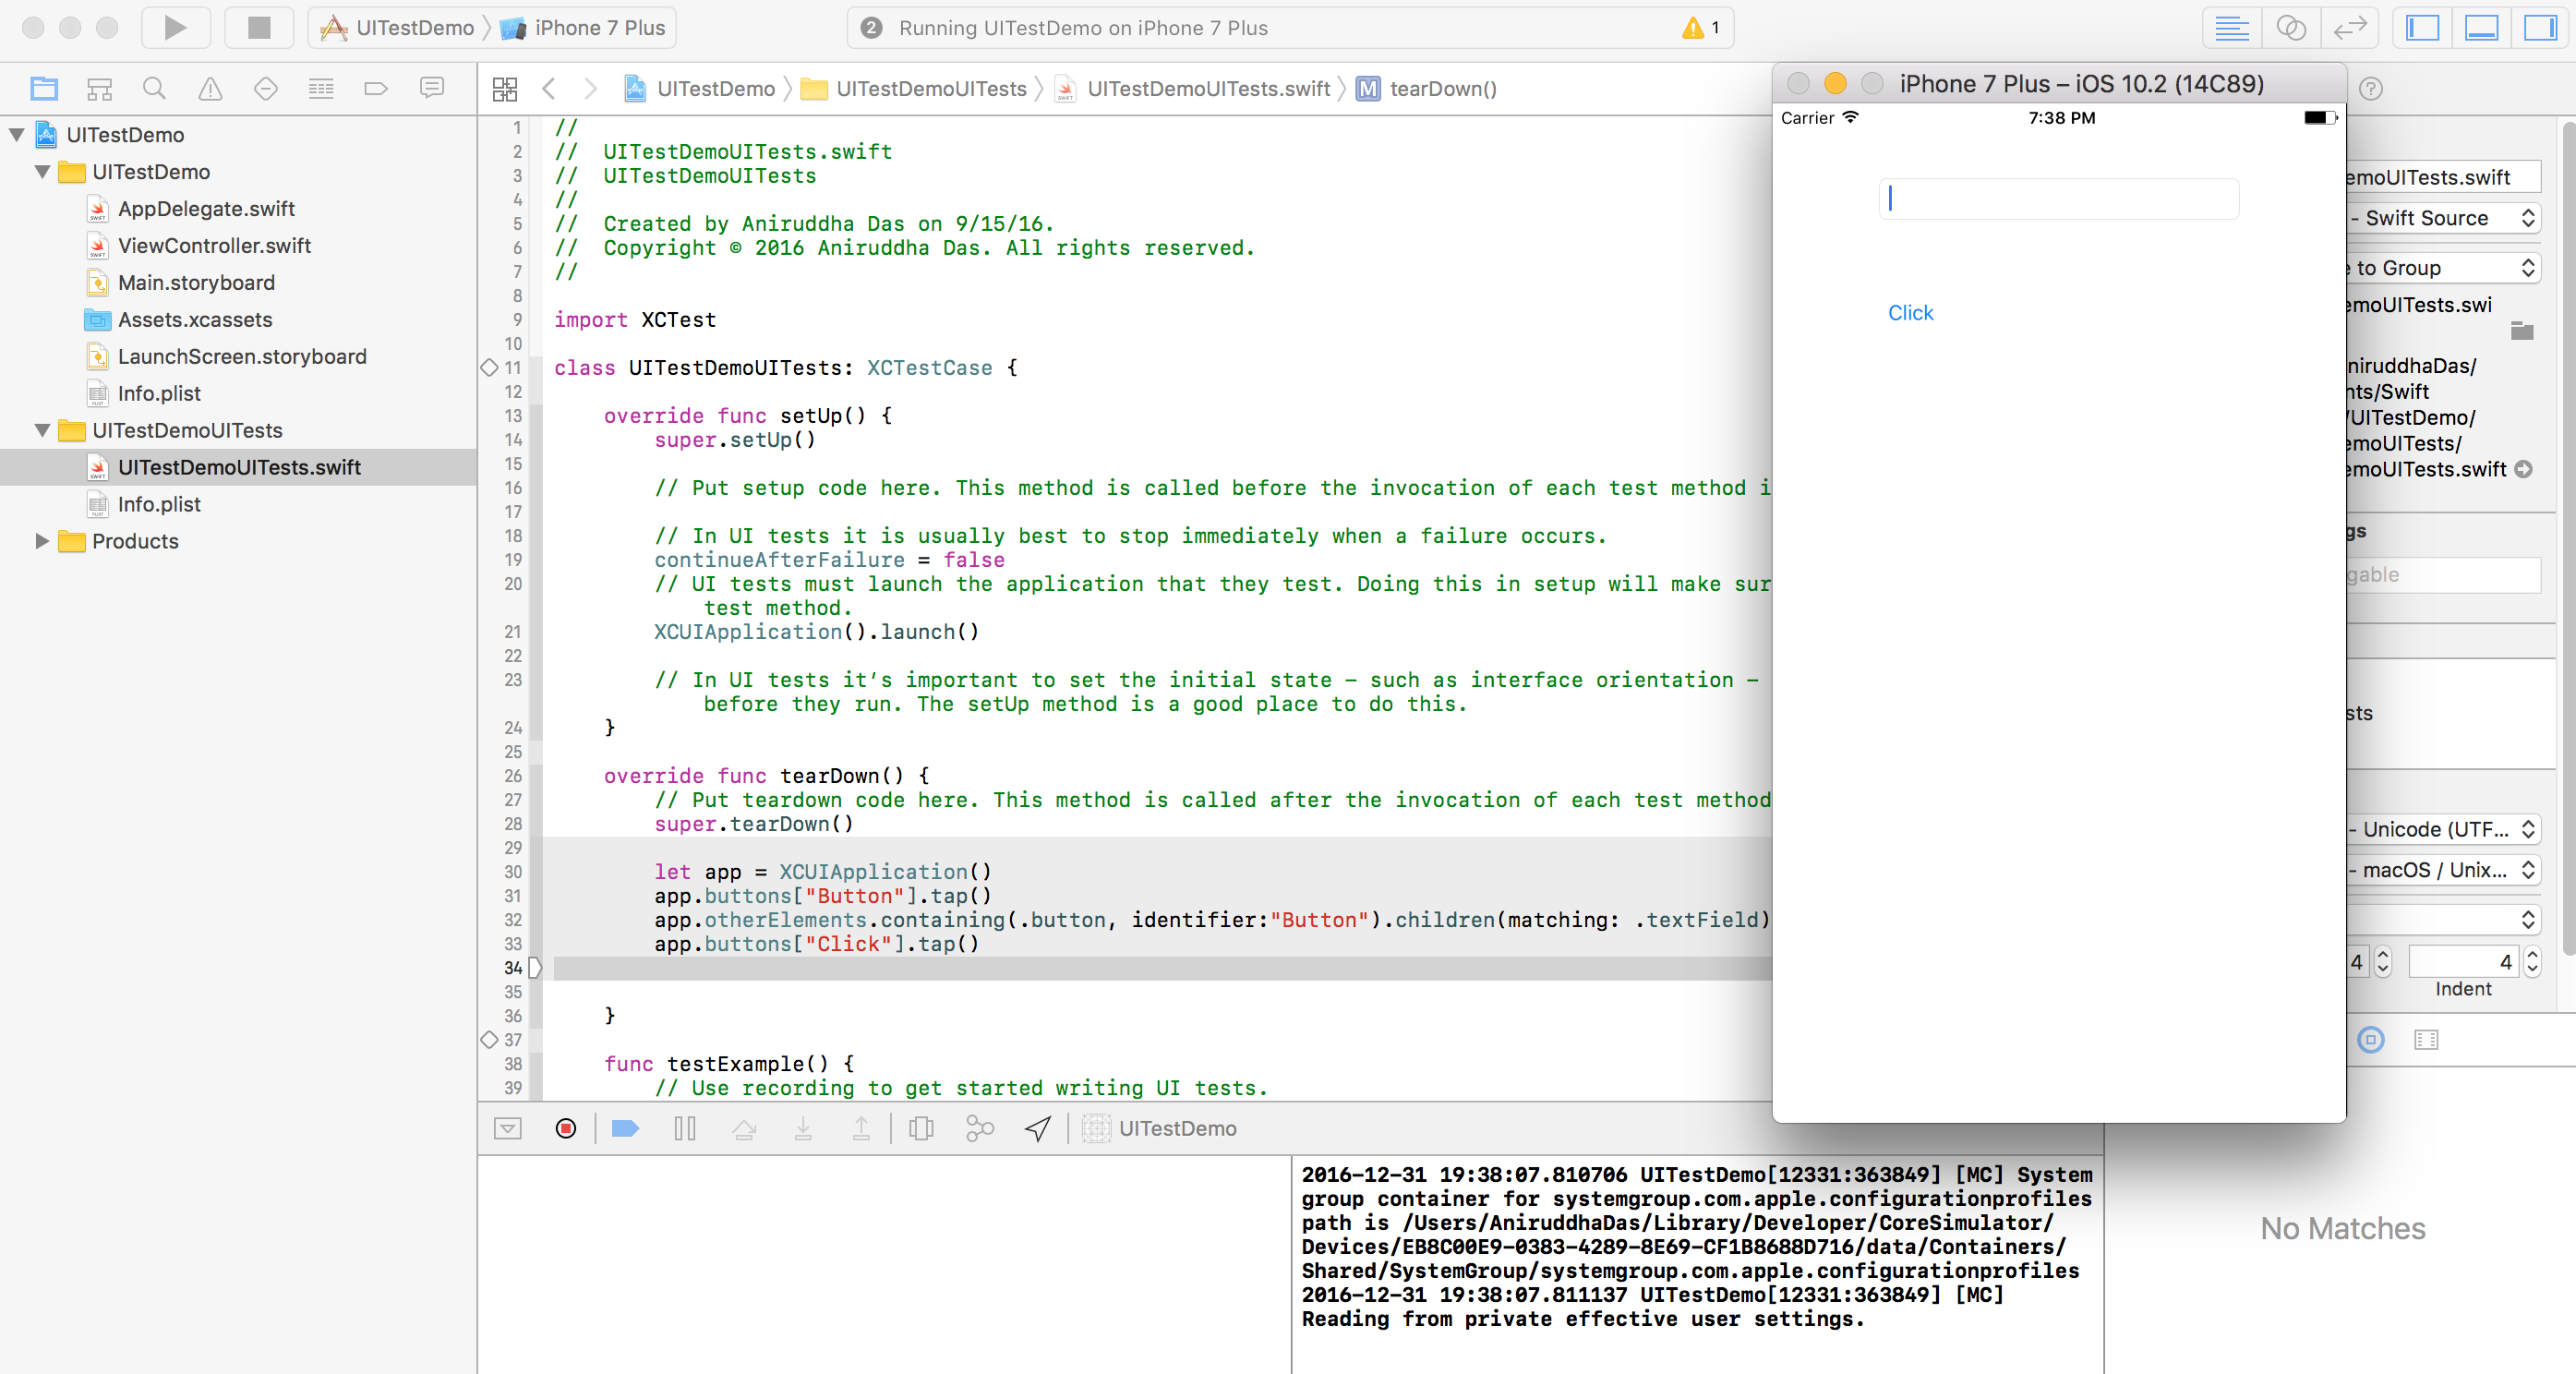 UITestDemo
iPhone 7 Plus
2
Running UITestDemo on iPhone 7 Plus
1
UITestDemo
UITestDemoUITests
UITestDemoUITests.swift
M
tearDown()
UITestDemo
UITestDemo
AppDelegate.swift
ViewController.swift
Main.storyboard
Assets.xcassets
LaunchScreen.storyboard
Info.plist
UITestDemoUITests
UITestDemoUITests.swift
Info.plist
Products
1 //
2 //  UITestDemoUITests.swift
3 //  UITestDemoUITests
4 //
5 //  Created by Aniruddha Das on 9/15/16.
6 //  Copyright © 2016 Aniruddha Das. All rights reserved.
7 //
8
9 import XCTest
10
11 class UITestDemoUITests: XCTestCase {
12
13     override func setUp() {
14         super.setUp()
15
16         // Put setup code here. This method is called before the invocation of each test method i
17
18         // In UI tests it is usually best to stop immediately when a failure occurs.
19         continueAfterFailure = false
20         // UI tests must launch the application that they test. Doing this in setup will make sur
            test method.
21         XCUIApplication().launch()
22
23         // In UI tests it’s important to set the initial state - such as interface orientation -
            before they run. The setUp method is a good place to do this.
24     }
25
26     override func tearDown() {
27         // Put teardown code here. This method is called after the invocation of each test method
28         super.tearDown()
29
30         let app = XCUIApplication()
31         app.buttons["Button"].tap()
32         app.otherElements.containing(.button, identifier:"Button").children(matching: .textField)
33         app.buttons["Click"].tap()
34
35
36     }
37
38     func testExample() {
39         // Use recording to get started writing UI tests.
iPhone 7 Plus – iOS 10.2 (14C89)
Carrier
7:38 PM
Click
?
emoUITests.swift
- Swift Source
e to Group
emoUITests.swi
niruddhaDas/
nts/Swift
/UITestDemo/
emoUITests/
emoUITests.swift
gs
gable
sts
- Unicode (UTF...
- macOS / Unix...
4
4
Indent
UITestDemo
2016-12-31 19:38:07.810706 UITestDemo[12331:363849] [MC] System
group container for systemgroup.com.apple.configurationprofiles
path is /Users/AniruddhaDas/Library/Developer/CoreSimulator/
Devices/EB8C00E9-0383-4289-8E69-CF1B8688D716/data/Containers/
Shared/SystemGroup/systemgroup.com.apple.configurationprofiles
2016-12-31 19:38:07.811137 UITestDemo[12331:363849] [MC]
Reading from private effective user settings.
No Matches